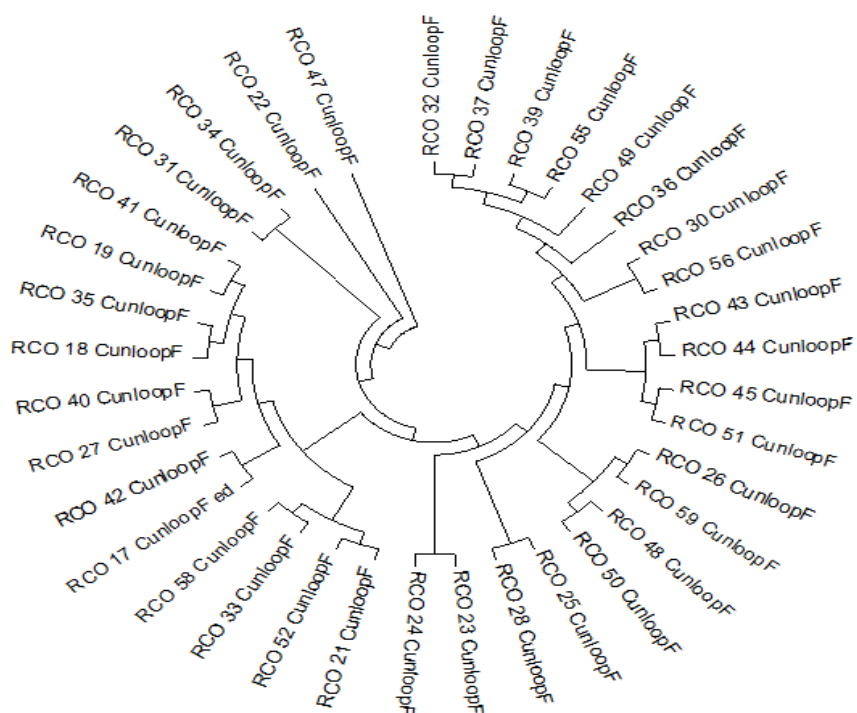 RCO 32 CunloopF
RCO 37 CunloopF
RCO 39 CunloopF
RCO 55 CunloopF
RCO 49 CunloopF
RCO 36 CunloopF
RCO 30 CunloopF
RCO 56 CunloopF
RCO 43 CunloopF
RCO 44 CunloopF
RCO 45 CunloopF
RCO 51 CunloopF
RCO 26 CunloopF
RCO 59 CunloopF
RCO 48 CunloopF
RCO 50 CunloopF
RCO 25 CunloopF
RCO 28 CunloopF
RCO 23 CunloopF
RCO 24 CunloopF
RCO 21 CunloopF
RCO 52 CunloopF
RCO 33 CunloopF
RCO 58 CunloopF
RCO 17 CunloopF ed
RCO 42 CunloopF
RCO 27 CunloopF
RCO 40 CunloopF
RCO 18 CunloopF
RCO 35 CunloopF
RCO 19 CunloopF
RCO 41 CunloopF
RCO 31 CunloopF
RCO 34 CunloopF
RCO 22 CunloopF
RCO 47 CunloopF